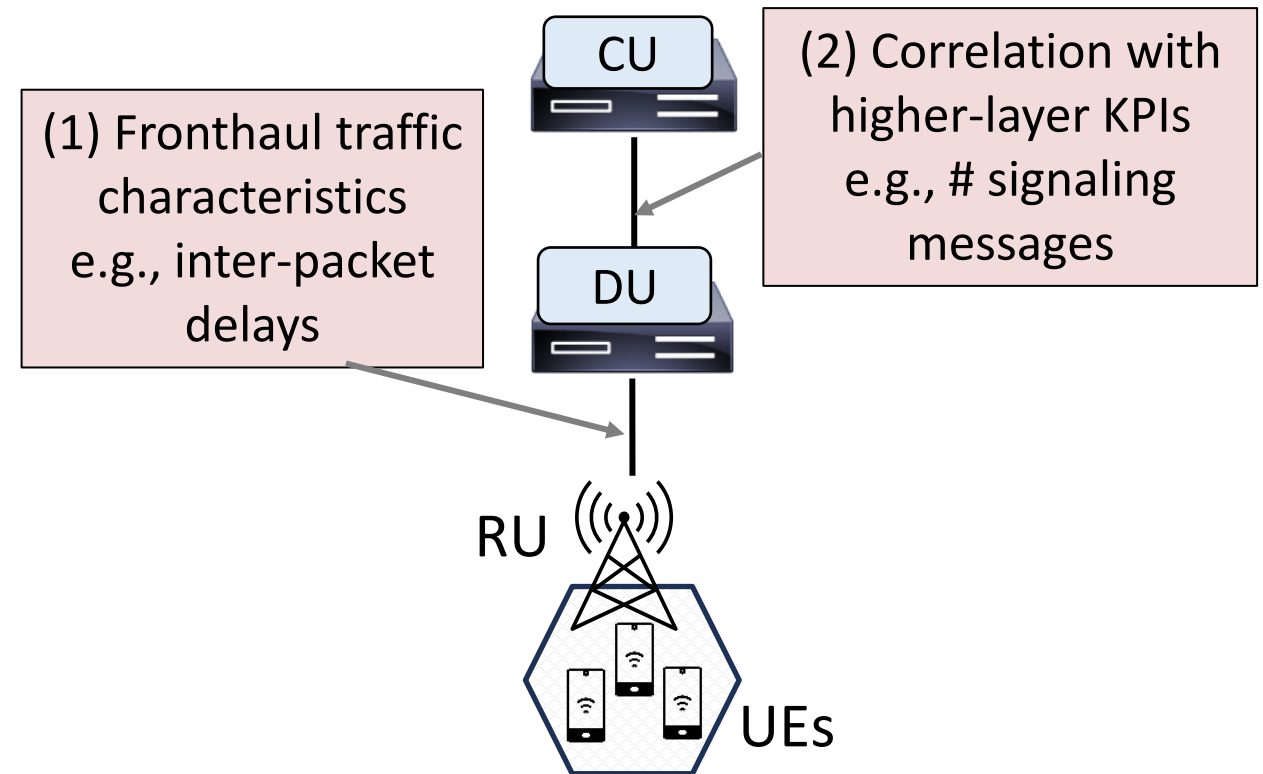 CU
(2) Correlation with
higher-layer KPIs
e.g., # signaling
messages
(1) Fronthaul traffic
characteristics
e.g., inter-packet
delays
DU
RU
UEs